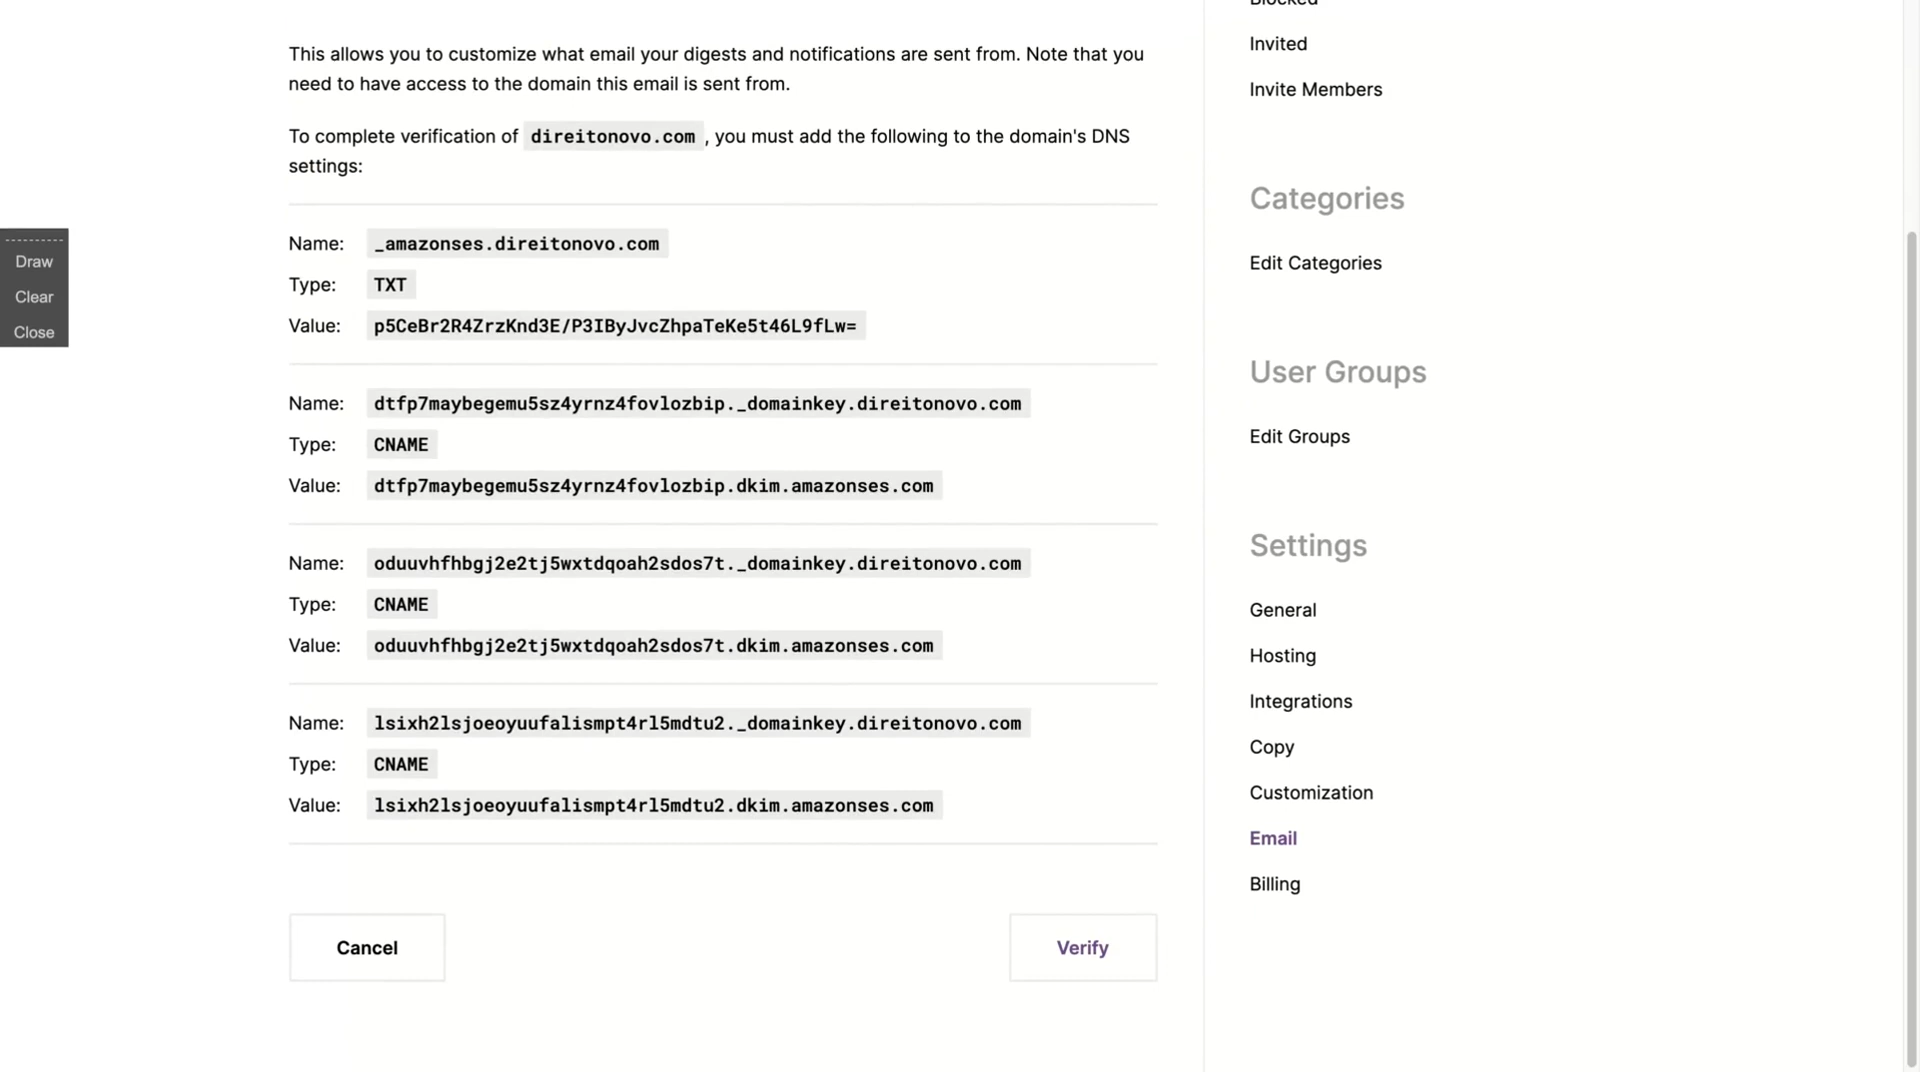 This allows you to customize what email your digests and notifications are sent from. Note that you
need to have access to the domain this email is sent from.
To complete verification of direitonovo.com, you must add the following to the domain's DNS
settings:
Name: _amazonses.direitonovo.com
Type: TXT
Value: p5CeBr2R4ZrzKnd3E/P3IByJvcZhpaTeKe5t46L9fLw=
Name: dtfp7maybegemu5sz4yrnz4fovlozbip._domainkey.direitonovo.com
Type: CNAME
Value: dtfp7maybegemu5sz4yrnz4fovlozbip.dkim.amazonses.com
Name: oduuvhfhbgj2e2tj5wxtdqoah2sdos7t._domainkey.direitonovo.com
Type: CNAME
Value: oduuvhfhbgj2e2tj5wxtdqoah2sdos7t.dkim.amazonses.com
Name: lsixh2lsjoeoyuufalismpt4rl5mdtu2._domainkey.direitonovo.com
Type: CNAME
Value: lsixh2lsjoeoyuufalismpt4rl5mdtu2.dkim.amazonses.com
Cancel
Verify
Draw
Clear
Close
Blocked
Invited
Invite Members
Categories
Edit Categories
User Groups
Edit Groups
Settings
General
Hosting
Integrations
Copy
Customization
Email
Billing